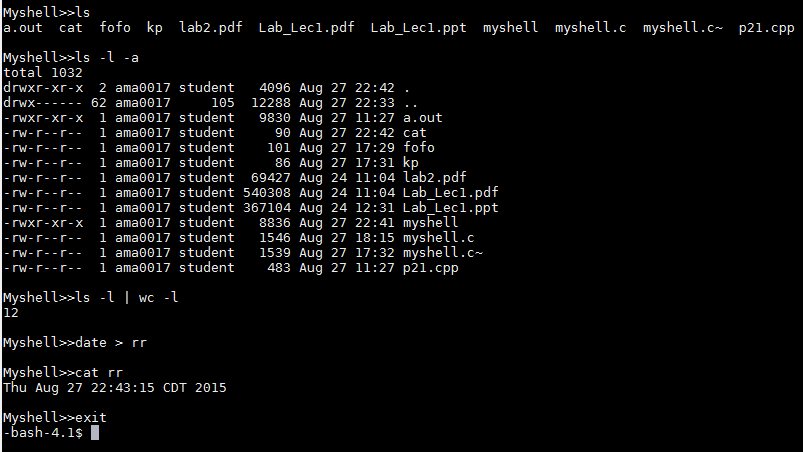 Myshell>>ls
a.out  cat  fofo  kp  lab2.pdf  Lab_Lec1.pdf  Lab_Lec1.ppt  myshell  myshell.c  myshell.c~  p21.cpp
Myshell>>ls -l -a
total 1032
drwxr-xr-x  2 ama0017 student   4096 Aug 27 22:42 .
drwx------ 62 ama0017     105  12288 Aug 27 22:33 ..
-rwxr-xr-x  1 ama0017 student   9830 Aug 27 11:27 a.out
-rw-r--r--  1 ama0017 student     90 Aug 27 22:42 cat
-rw-r--r--  1 ama0017 student    101 Aug 27 17:29 fofo
-rw-r--r--  1 ama0017 student     86 Aug 27 17:31 kp
-rw-r--r--  1 ama0017 student  69427 Aug 24 11:04 lab2.pdf
-rw-r--r--  1 ama0017 student 540308 Aug 24 11:04 Lab_Lec1.pdf
-rw-r--r--  1 ama0017 student 367104 Aug 24 12:31 Lab_Lec1.ppt
-rwxr-xr-x  1 ama0017 student   8836 Aug 27 22:41 myshell
-rw-r--r--  1 ama0017 student   1546 Aug 27 18:15 myshell.c
-rw-r--r--  1 ama0017 student   1539 Aug 27 17:32 myshell.c~
-rw-r--r--  1 ama0017 student    483 Aug 27 11:27 p21.cpp
Myshell>>ls -l | wc -l
12
Myshell>>date > rr
Myshell>>cat rr
Thu Aug 27 22:43:15 CDT 2015
Myshell>>exit
-bash-4.1$